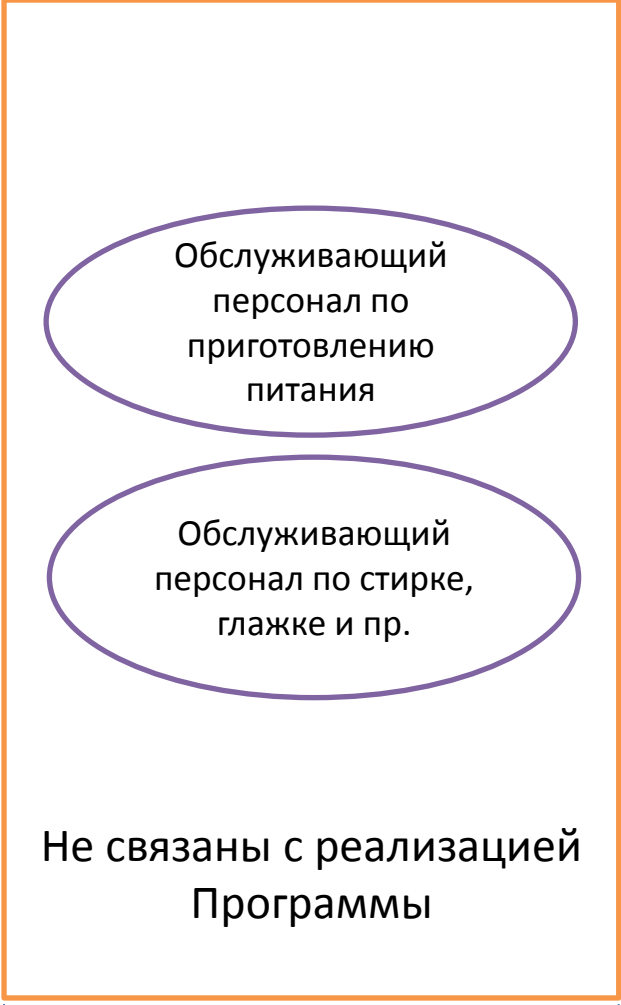 Обслуживающий
персонал по
приготовлению
питания
Обслуживающий
персонал по стирке,
глажке и пр.
Не связаны с реализацией
Программы